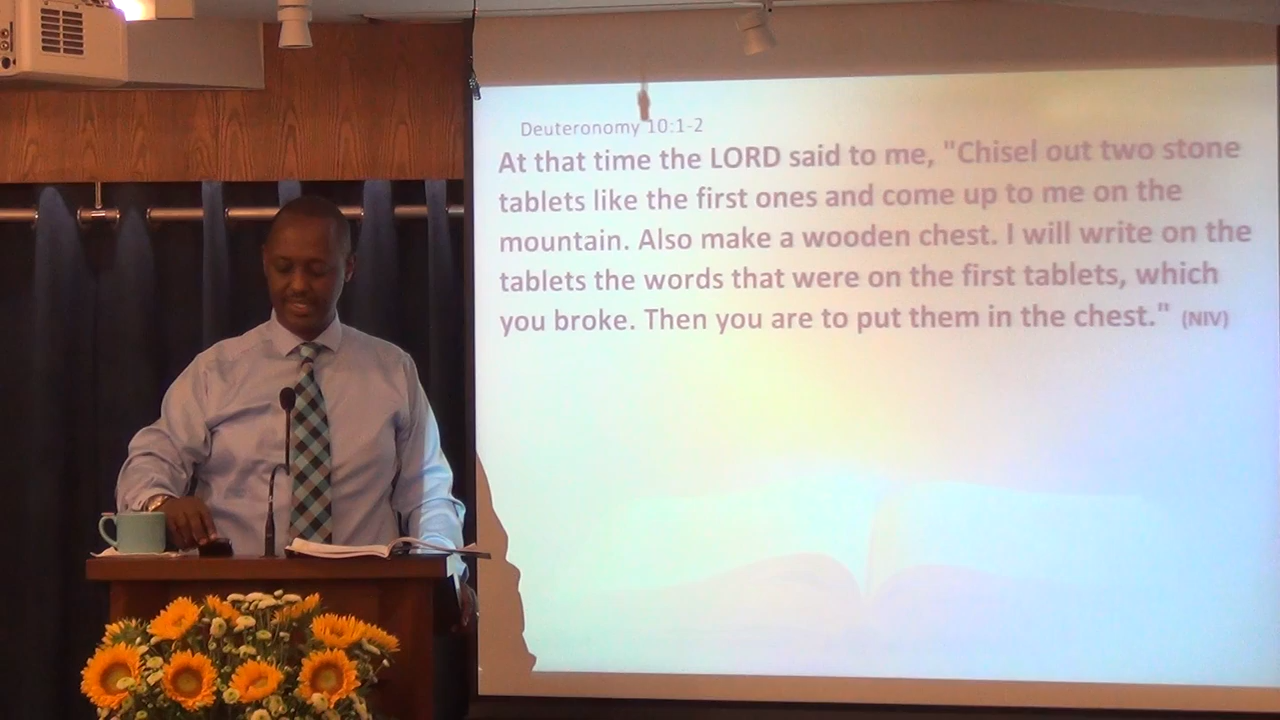 Deuteronomy 10:1-2
At that time the LORD said to me, "Chisel out two stone
tablets like the first ones and come up to me on the
mountain. Also make a wooden chest. I will write on the
tablets the words that were on the first tablets, which
you broke. Then you are to put them in the chest." (NIV)